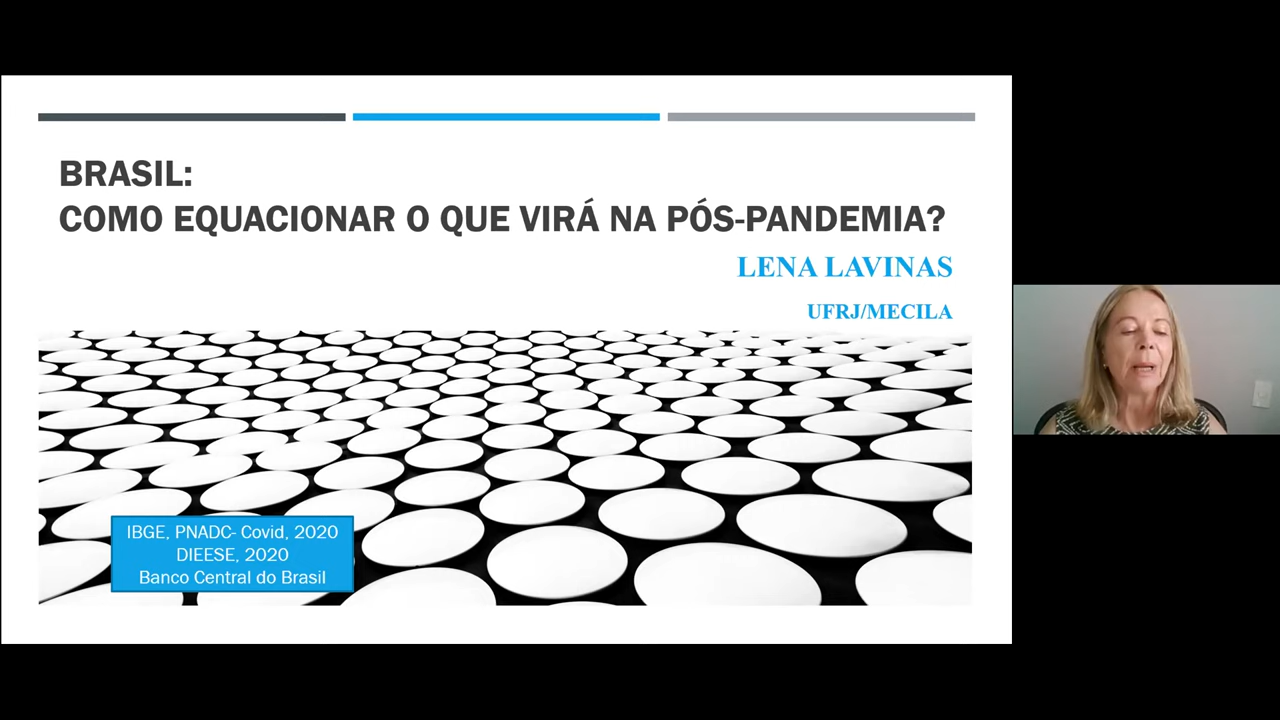 BRASIL:
COMO EQUACIONAR O QUE VIRÁ NA PÓS-PANDEMIA?
LENA LAVINAS
UFRJ/MECILA
IBGE, PNADC- Covid, 2020
DIEESE, 2020
Banco Central do Brasil